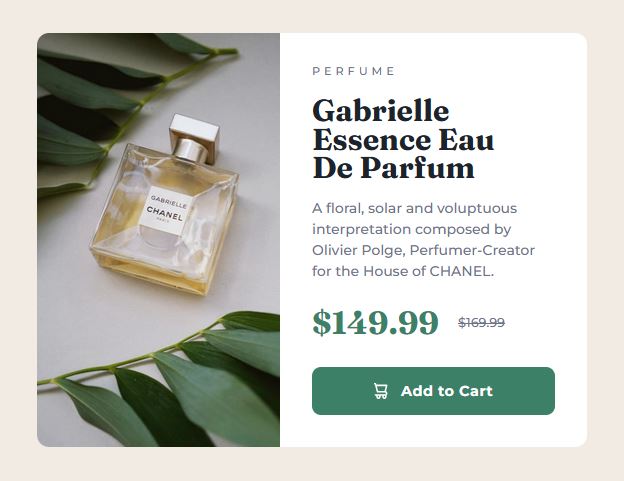 GABRIELLE
CHANEL
PARIS
PERFUME
Gabrielle
Essence Eau
De Parfum
A floral, solar and voluptuous
interpretation composed by
Olivier Polge, Perfumer-Creator
for the House of CHANEL.
$149.99 $169.99
Add to Cart